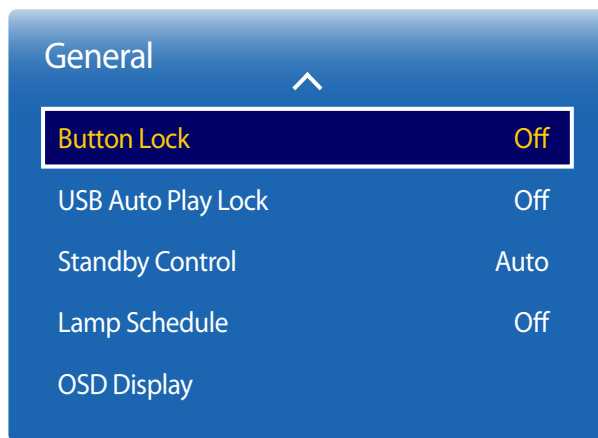 General
Button Lock Off
USB Auto Play Lock Off
Standby Control Auto
Lamp Schedule Off
OSD Display